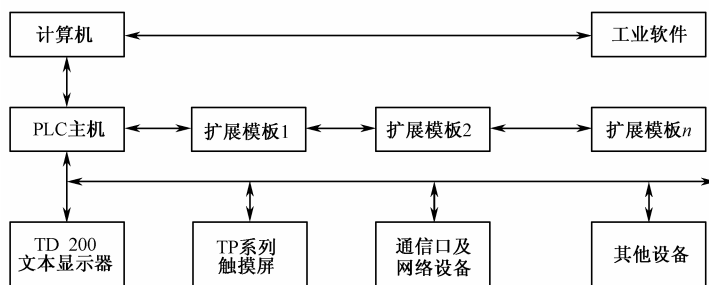 计算机
工业软件
PLC主机
扩展模板1
扩展模板2
扩展模板n
TD 200
文本显示器
TP系列
触摸屏
通信口及
网络设备
其他设备